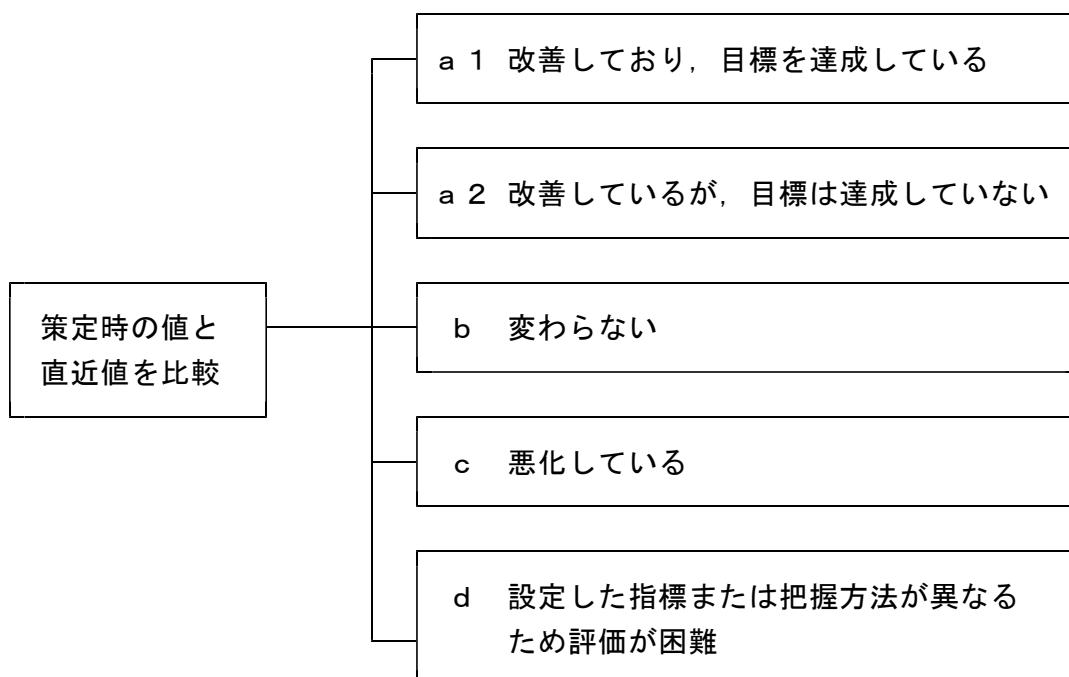 策定時の値と
直近値を比較
ａ１ 改善しており，目標を達成している
ａ２ 改善しているが，目標は達成していない
ｂ 変わらない
ｃ 悪化している
ｄ 設定した指標または把握方法が異なる
ため評価が困難